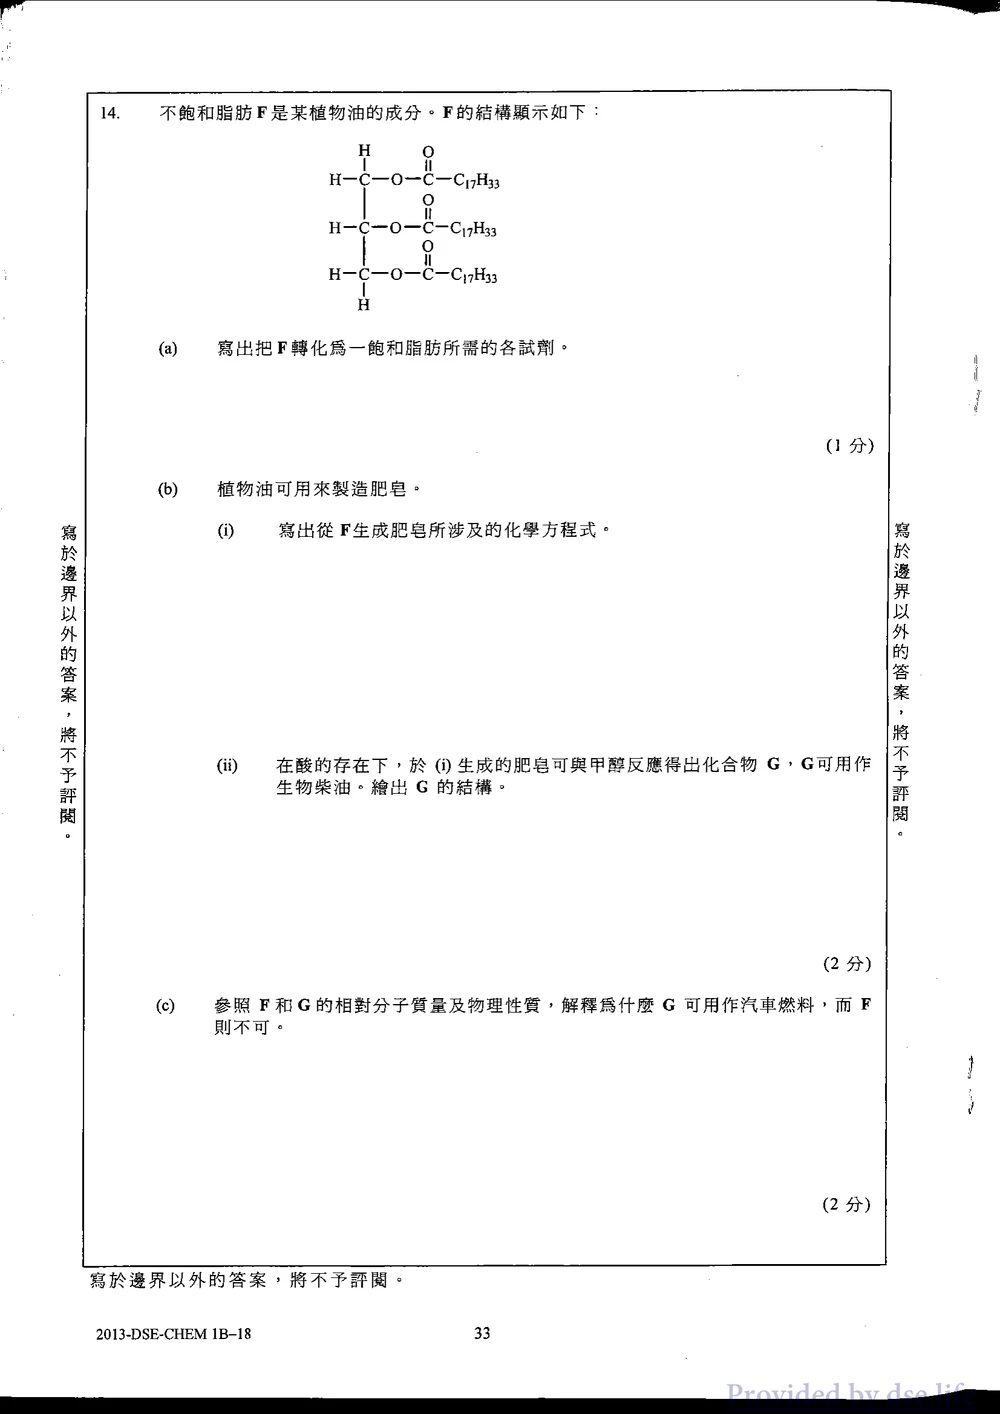 14. 不飽和脂肪 F 是某植物油的成分。F 的結構顯示如下：
H O
H－C－O－C－C₁₇H₃₃
O
H－C－O－C－C₁₇H₃₃
O
H－C－O－C－C₁₇H₃₃
H
(a) 寫出把 F 轉化爲一飽和脂肪所需的各試劑。
(1 分)
(b) 植物油可用來製造肥皂。
(i) 寫出從 F 生成肥皂所涉及的化學方程式。
(ii) 在酸的存在下，於 (i) 生成的肥皂可與甲醇反應得出化合物 G，G可用作
生物柴油。繪出 G 的結構。
(2 分)
(c) 參照 F 和 G 的相對分子質量及物理性質，解釋爲什麼 G 可用作汽車燃料，而 F
則不可。
(2 分)
寫於邊界以外的答案，將不予評閱。
寫於邊界以外的答案，將不予評閱。
寫於邊界以外的答案，將不予評閱。
2013-DSE-CHEM 1B–18 33
Provided by dse.life